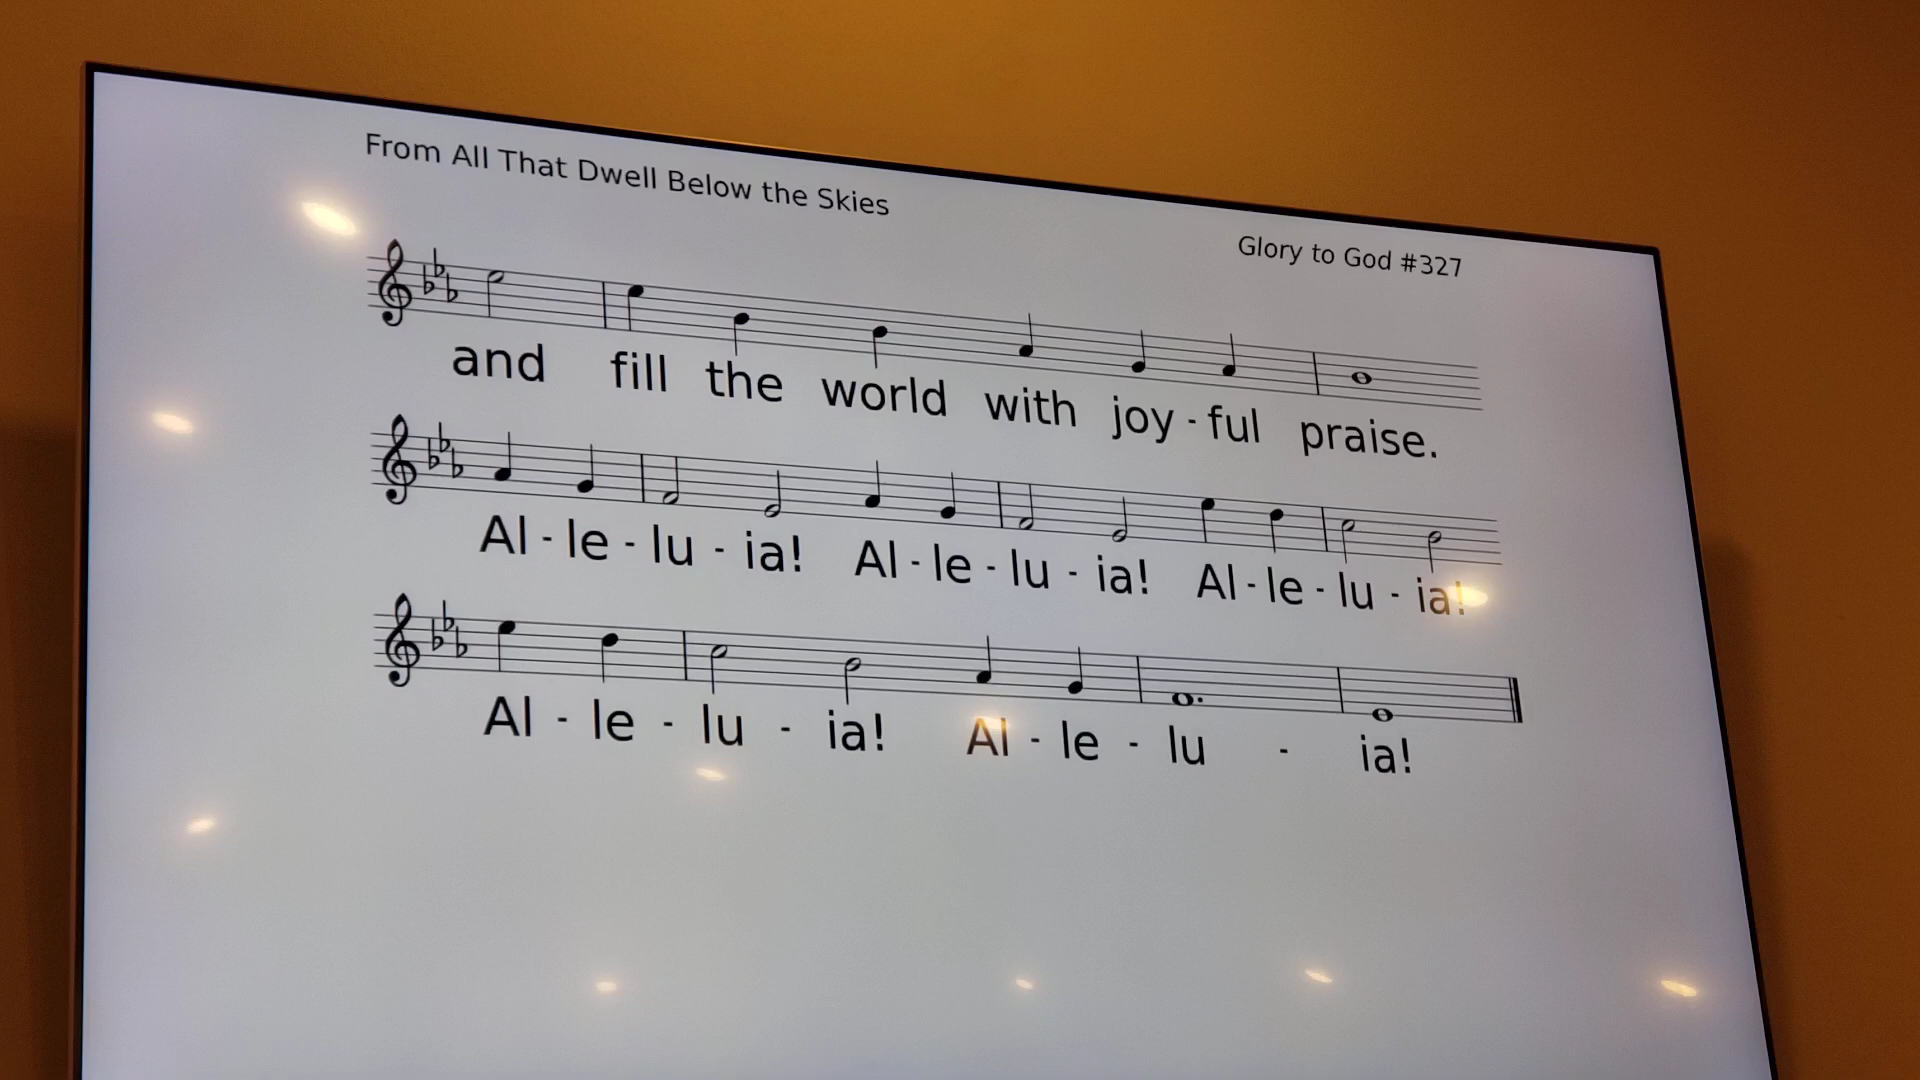 From All That Dwell Below the Skies
Glory to God #327
and fill the world with joy - ful praise.
Al - le - lu - ia! Al - le - lu - ia! Al - le - lu - ia!
Al - le - lu - ia! Al - le - lu - ia!